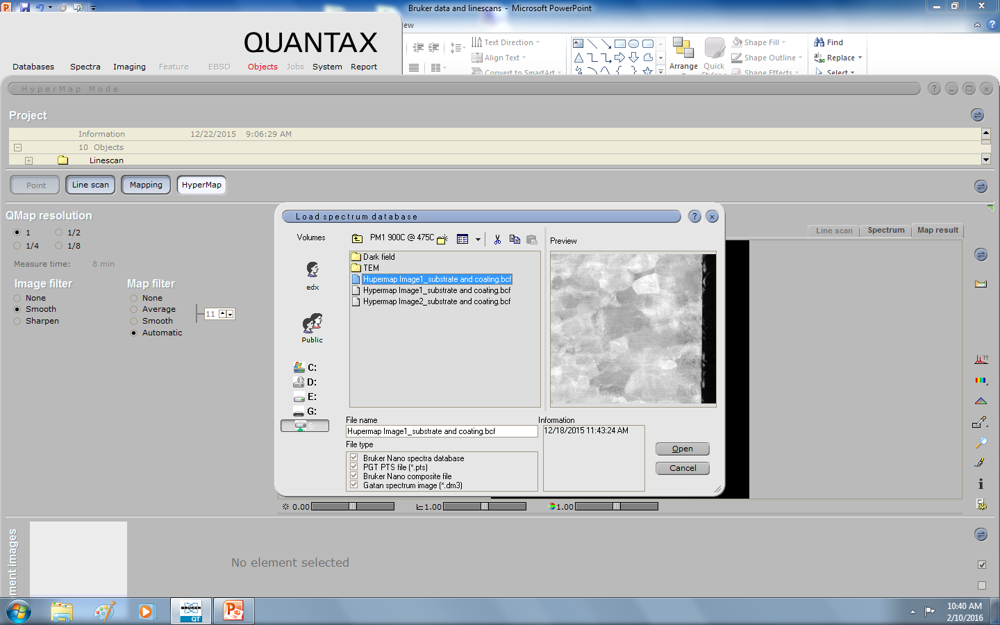 Bruker data and linescans - Microsoft PowerPoint
QUANTAX
ew
Databases Spectra Imaging Feature EBSD Objects Jobs System Report
Text Direction
Align Text
Convert to SmartArt
Arrange
Quick
Shape Fill
Shape Outline
Shape Effects
Find
Replace
Select
HyperMap Mode
Project
Information 12/22/2015 9:06:29 AM
10 Objects
Linescan
Point Line scan Mapping HyperMap
QMap resolution
1 1/2
1/4 1/8
Measure time: 8 min
Image filter
None
Smooth
Sharpen
Map filter
None
Average
Smooth
Automatic
11
Line scan Spectrum Map result
Load spectrum database
Volumes
edx
Public
C:
D:
E:
G:
PM1 900C @ 475C
Dark field
TEM
Hupermap Image1_substrate and coating.bcf
Hypermap Image1_substrate and coating.bcf
Hypermap Image2_substrate and coating.bcf
Preview
File name
Hupermap Image1_substrate and coating.bcf
File type
Bruker Nano spectra database
PGT PTS file (*.pts)
Bruker Nano composite file
Gatan spectrum image (*.dm3)
Information
12/18/2015 11:43:24 AM
Open
Cancel
0.00 1.00 1.00
ment images
No element selected
BRUKER
QT
10:40 AM
2/10/2016